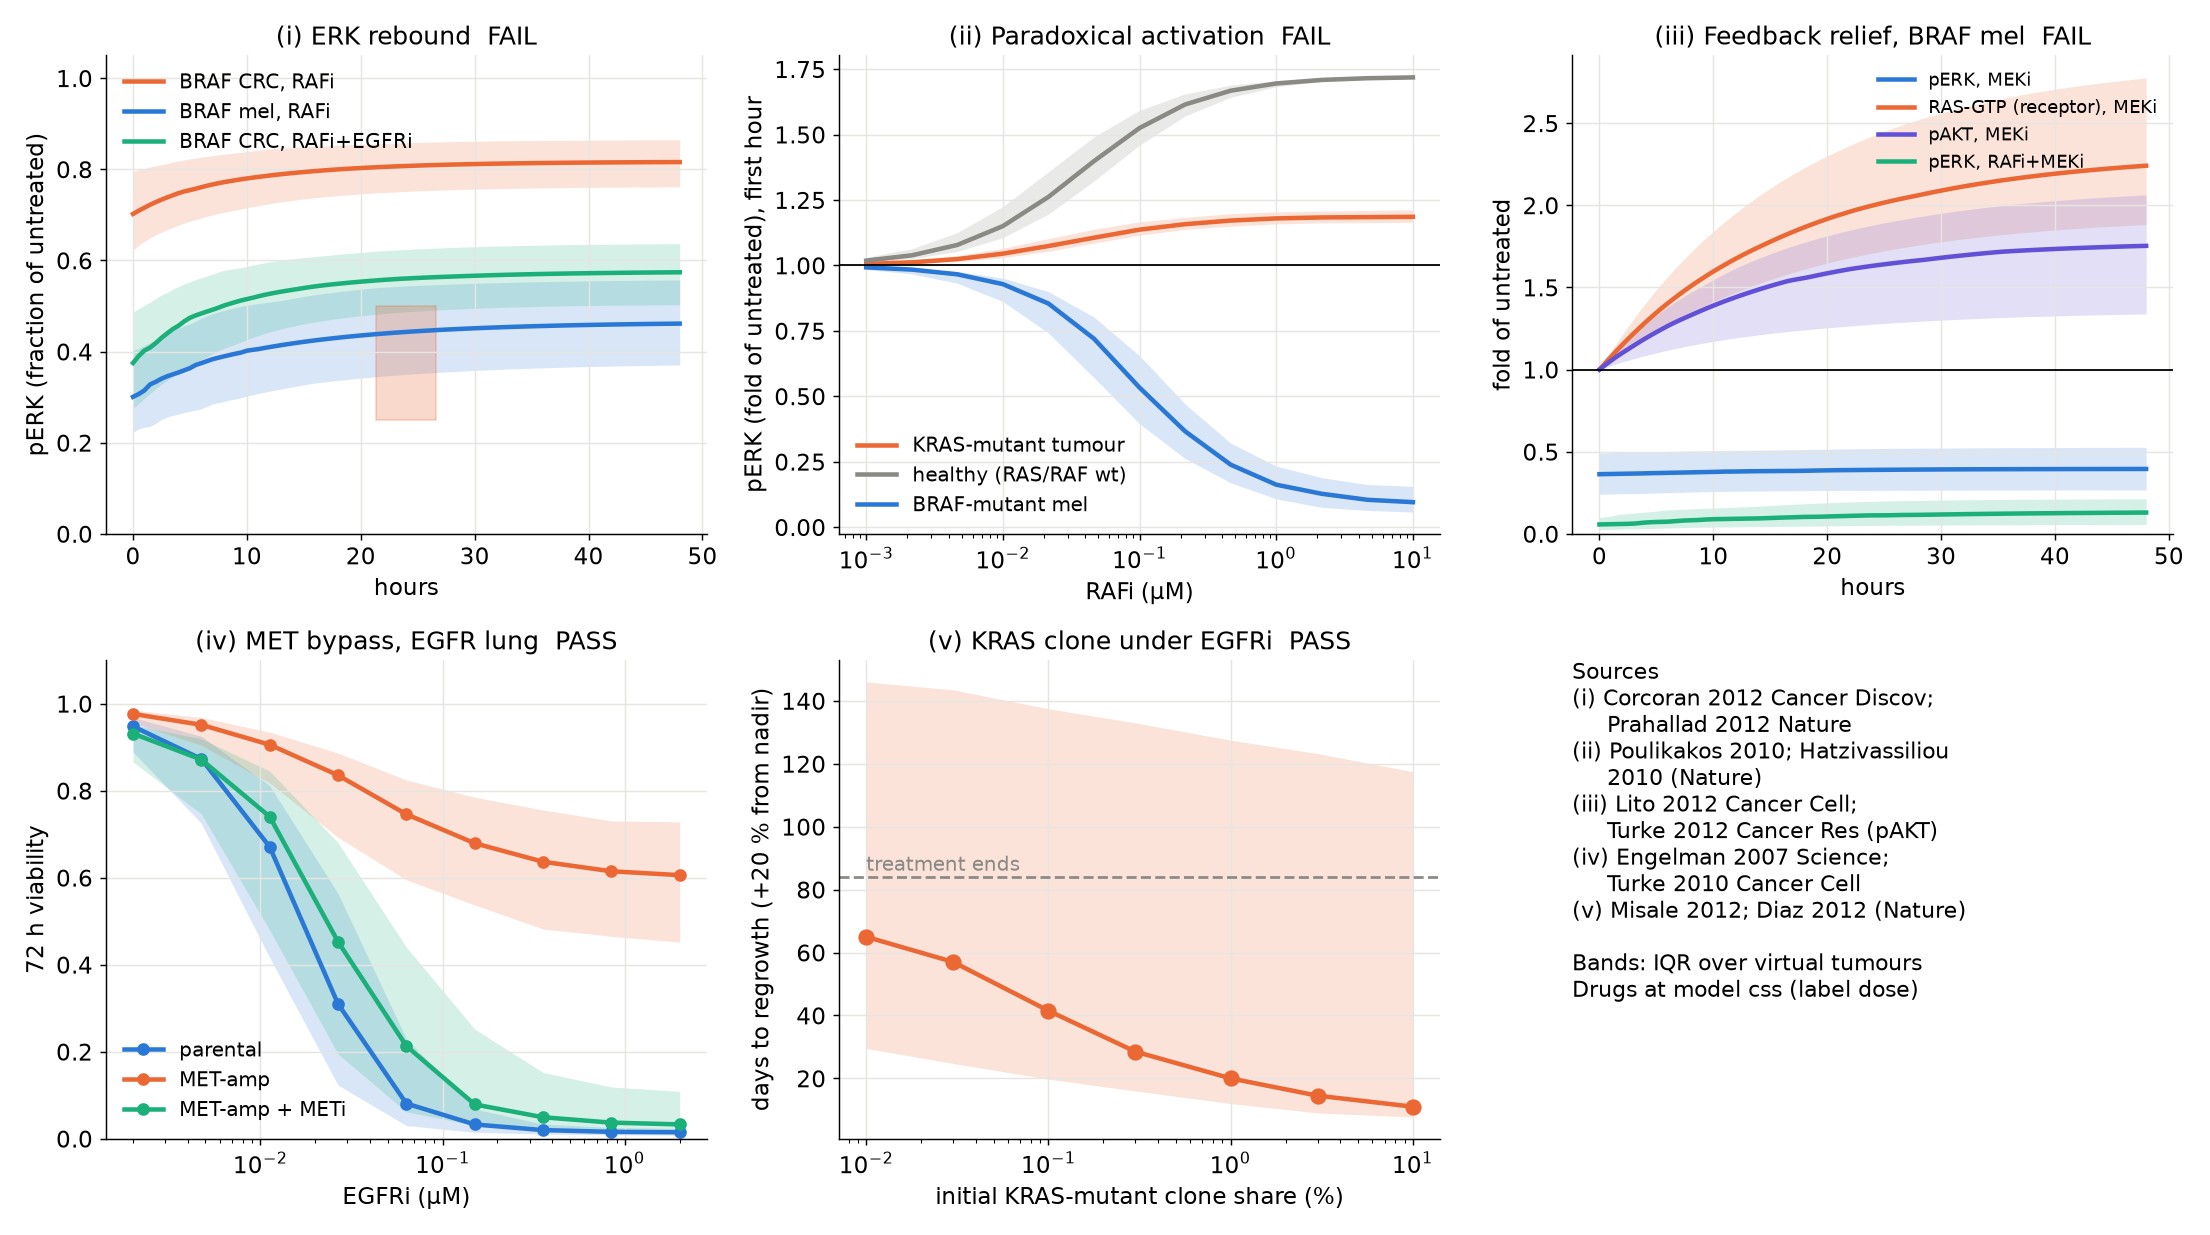 (i) ERK rebound  FAIL
pERK (fraction of untreated)
1.0
0.8
0.6
0.4
0.2
0.0
BRAF CRC, RAFi
BRAF mel, RAFi
BRAF CRC, RAFi+EGFRi
0 10 20 30 40 50
hours
(ii) Paradoxical activation  FAIL
pERK (fold of untreated), first hour
1.75
1.50
1.25
1.00
0.75
0.50
0.25
0.00
KRAS-mutant tumour
healthy (RAS/RAF wt)
BRAF-mutant mel
10⁻³ 10⁻² 10⁻¹ 10⁰ 10¹
RAFi (µM)
(iii) Feedback relief, BRAF mel  FAIL
fold of untreated
2.5
2.0
1.5
1.0
0.5
0.0
pERK, MEKi
RAS-GTP (receptor), MEKi
pAKT, MEKi
pERK, RAFi+MEKi
0 10 20 30 40 50
hours
(iv) MET bypass, EGFR lung  PASS
72 h viability
1.0
0.8
0.6
0.4
0.2
0.0
parental
MET-amp
MET-amp + METi
10⁻² 10⁻¹ 10⁰
EGFRi (µM)
(v) KRAS clone under EGFRi  PASS
days to regrowth (+20 % from nadir)
140
120
100
80
60
40
20
treatment ends
10⁻² 10⁻¹ 10⁰ 10¹
initial KRAS-mutant clone share (%)
Sources
(i) Corcoran 2012 Cancer Discov;
Prahallad 2012 Nature
(ii) Poulikakos 2010; Hatzivassiliou
2010 (Nature)
(iii) Lito 2012 Cancer Cell;
Turke 2012 Cancer Res (pAKT)
(iv) Engelman 2007 Science;
Turke 2010 Cancer Cell
(v) Misale 2012; Diaz 2012 (Nature)
Bands: IQR over virtual tumours
Drugs at model css (label dose)